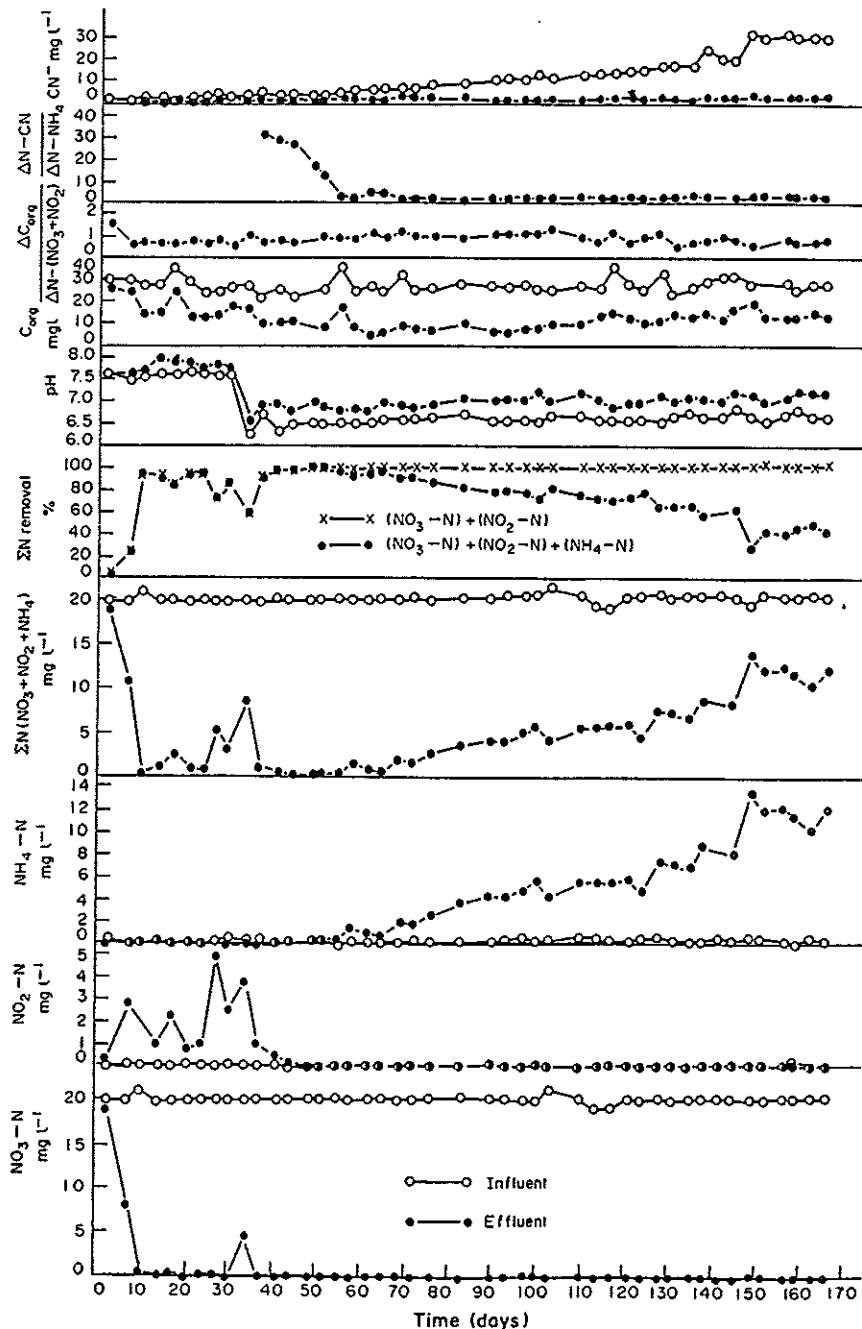 CN⁻ mg l⁻¹
30
20
10
0
ΔN–CN
ΔN–NH₄
40
30
20
10
0
ΔC_org
ΔN–(NO₃+NO₂)
2
1
0
C_org
mgl
40
30
20
10
0
pH
8.0
7.5
7.0
6.5
6.0
ΣN removal
%
100
80
60
40
20
0
×——× (NO₃–N)+(NO₂–N)
●——● (NO₃–N)+(NO₂–N)+(NH₄–N)
ΣN(NO₃+NO₂+NH₄)
mg l⁻¹
20
15
10
5
0
NH₄–N
mg l⁻¹
14
12
10
8
6
4
2
0
NO₂–N
mg l⁻¹
5
4
3
2
1
0
NO₃–N
mg l⁻¹
20
15
10
5
0
○——○ Influent
●——● Effluent
0 10 20 30 40 50 60 70 80 90 100 110 120 130 140 150 160 170
Time (days)